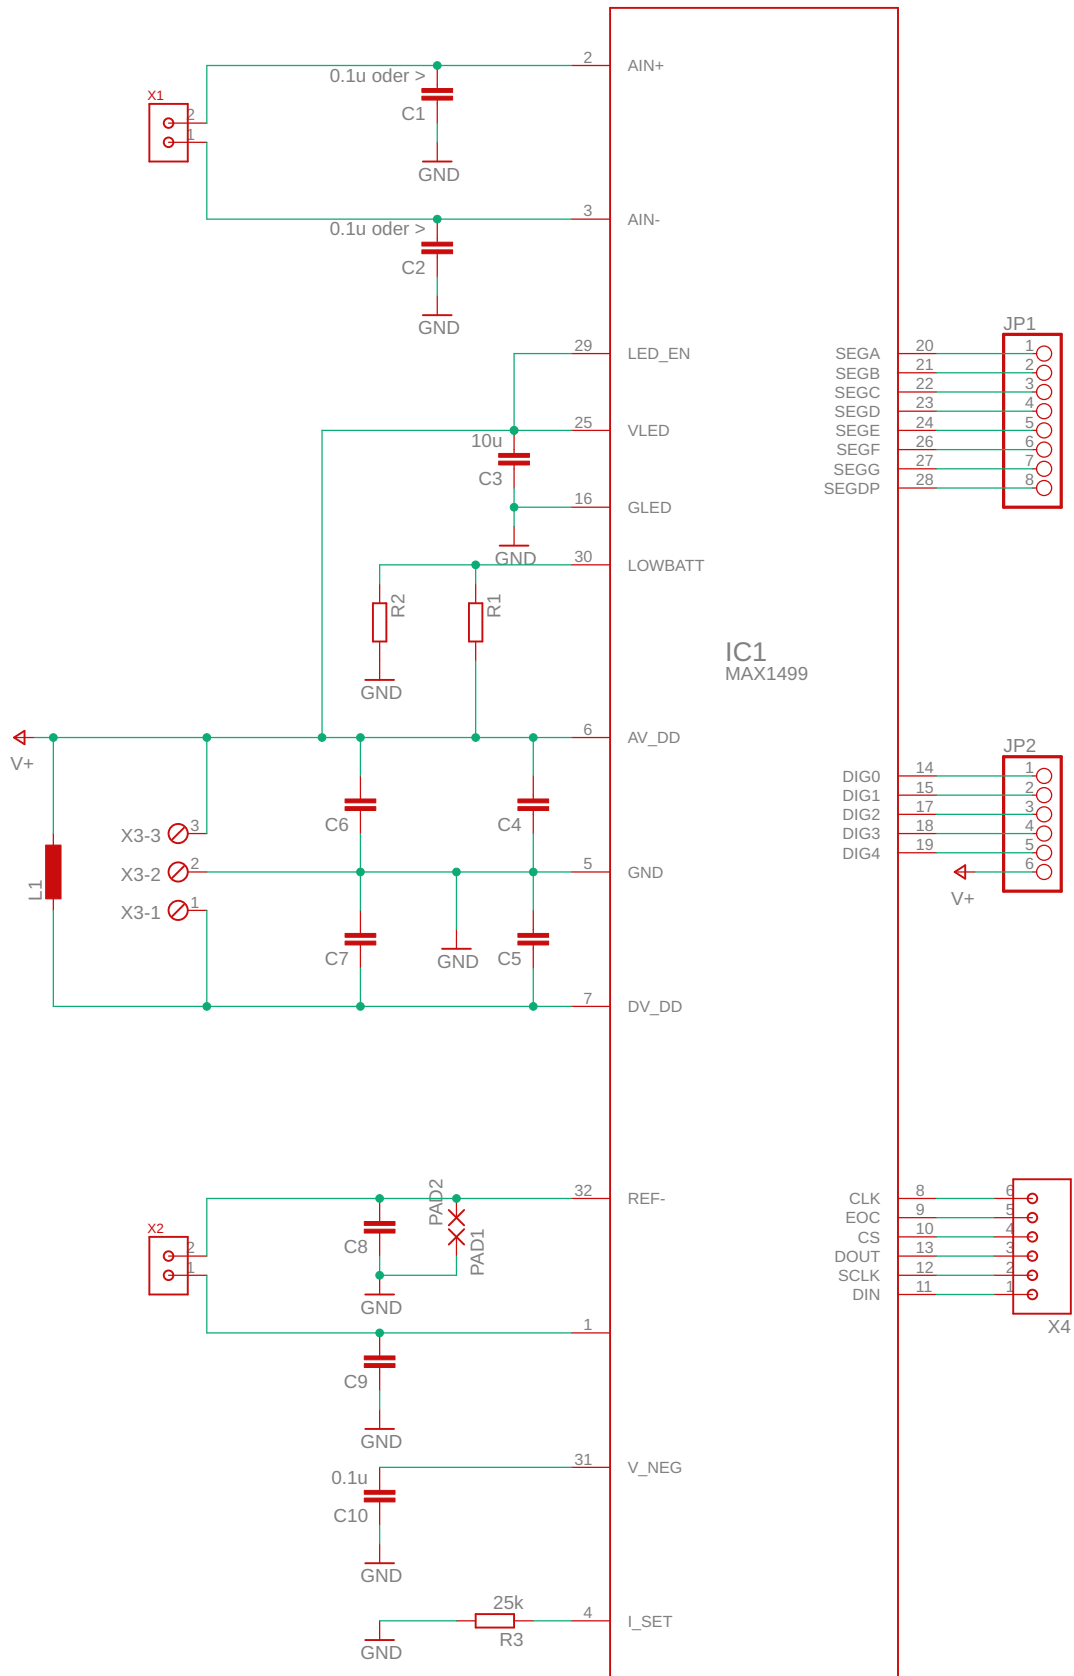 2
AIN+
0.1u oder >
C1
GND
X1
2
1
3
AIN-
0.1u oder >
C2
GND
29
LED_EN
25
VLED
10u
C3
16
GLED
GND
30
LOWBATT
R2
R1
GND
IC1
MAX1499
6
AV_DD
V+
C6
C4
X3-3
3
X3-2
2
X3-1
1
L1
5
GND
C7
GND
C5
7
DV_DD
32
REF-
PAD2
PAD1
C8
GND
X2
2
1
1
C9
GND
31
V_NEG
0.1u
C10
GND
25k
4
I_SET
R3
GND
JP1
SEGA 20 1
SEGB 21 2
SEGC 22 3
SEGD 23 4
SEGE 24 5
SEGF 26 6
SEGG 27 7
SEGDP 28 8
JP2
DIG0 14 1
DIG1 15 2
DIG2 17 3
DIG3 18 4
DIG4 19 5
6
V+
CLK 8 6
EOC 9 5
CS 10 4
DOUT 13 3
SCLK 12 2
DIN 11 1
X4